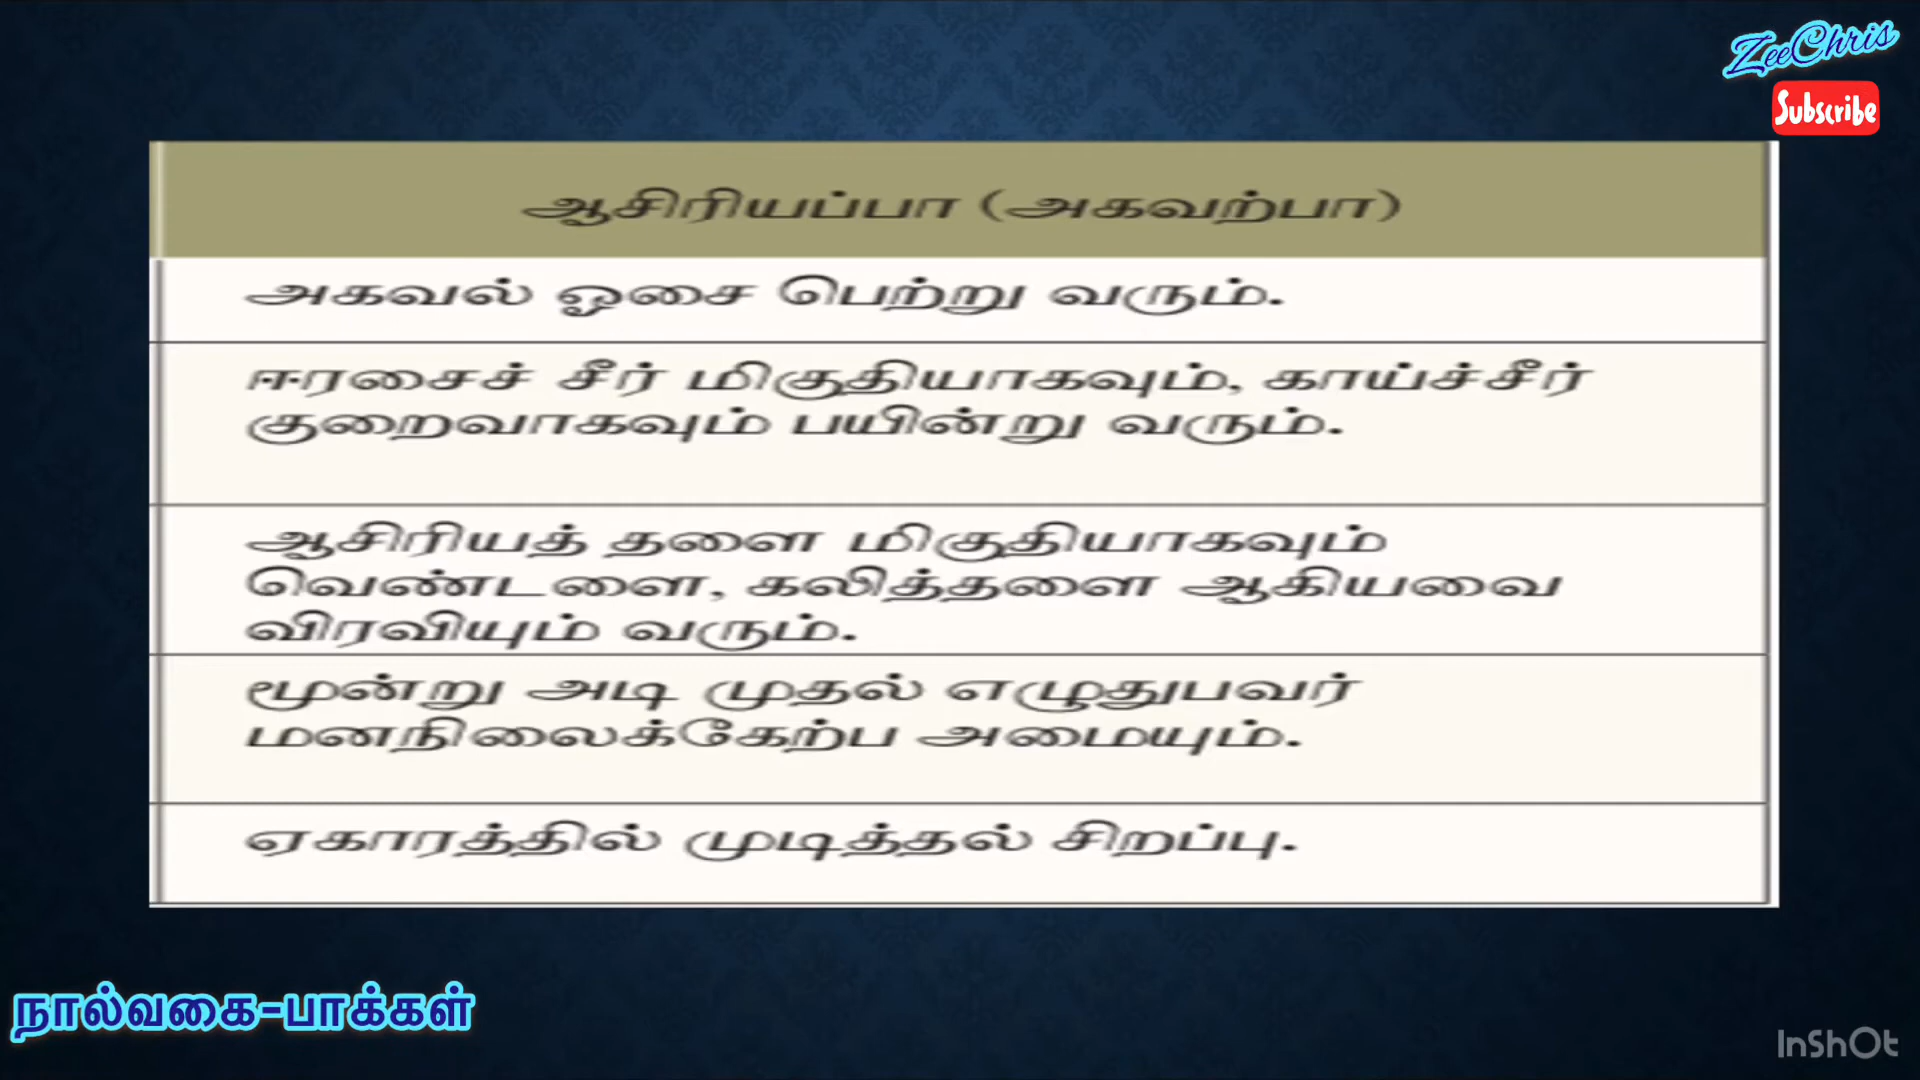 ZeeChris
Subscribe
ஆசிரியப்பா (அகவற்பா)
அகவல் ஓசை பெற்று வரும்.
ஈரசைச் சீர் மிகுதியாகவும், காய்ச்சீர்
குறைவாகவும் பயின்று வரும்.
ஆசிரியத் தளை மிகுதியாகவும்
வெண்டளை, கலித்தளை ஆகியவை
விரவியும் வரும்.
மூன்று அடி முதல் எழுதுபவர்
மனநிலைக்கேற்ப அமையும்.
ஏகாரத்தில் முடித்தல் சிறப்பு.
நால்வகை-பாக்கள்
InShOt